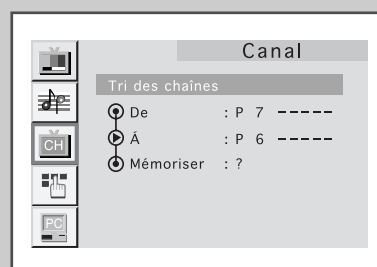 Canal
Tri des chaînes
De : P 7 -----
Á : P 6 -----
CH
Mémoriser : ?
PC